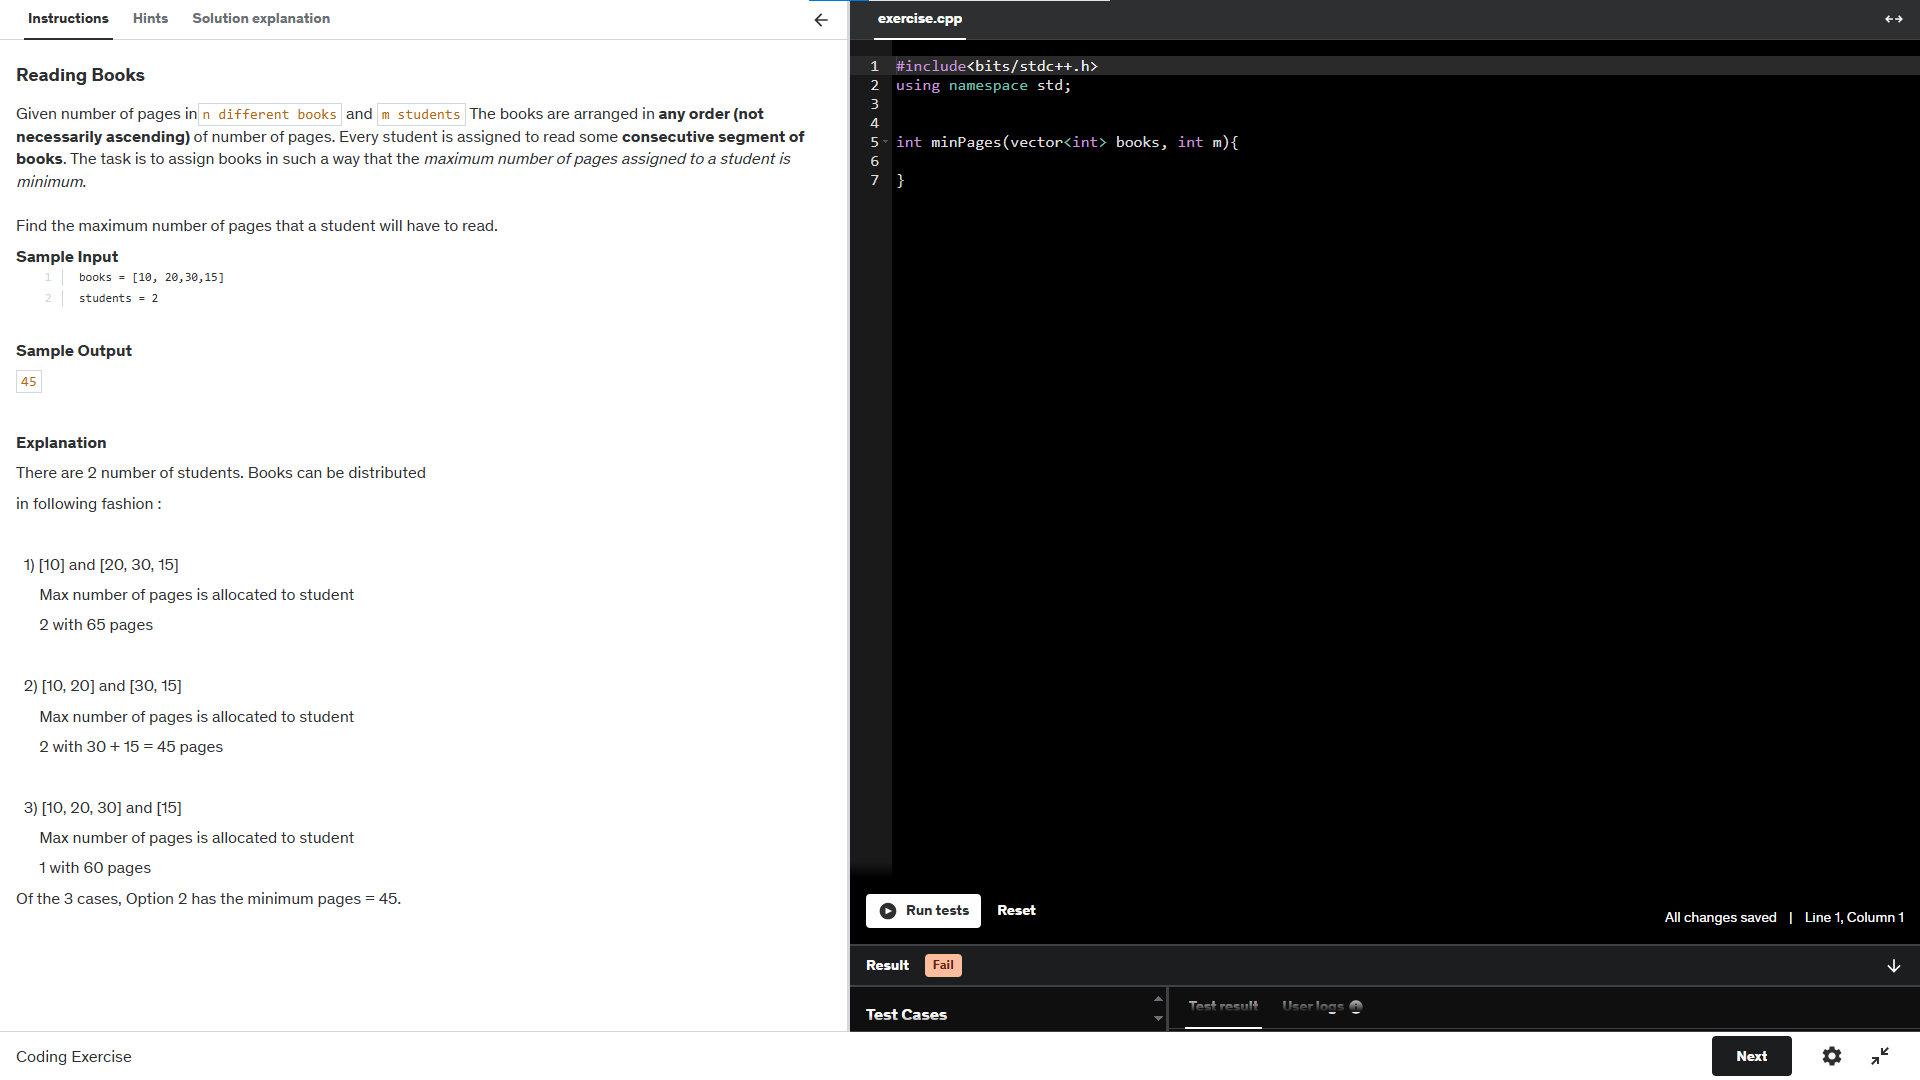 Instructions Hints Solution explanation
Reading Books
Given number of pages in n different books and m students The books are arranged in any order (not
necessarily ascending) of number of pages. Every student is assigned to read some consecutive segment of
books. The task is to assign books in such a way that the maximum number of pages assigned to a student is
minimum.
Find the maximum number of pages that a student will have to read.
Sample Input
1 books = [10, 20,30,15]
2 students = 2
Sample Output
45
Explanation
There are 2 number of students. Books can be distributed
in following fashion :
1) [10] and [20, 30, 15]
Max number of pages is allocated to student
2 with 65 pages
2) [10, 20] and [30, 15]
Max number of pages is allocated to student
2 with 30 + 15 = 45 pages
3) [10, 20, 30] and [15]
Max number of pages is allocated to student
1 with 60 pages
Of the 3 cases, Option 2 has the minimum pages = 45.
exercise.cpp
1 #include<bits/stdc++.h>
2 using namespace std;
3
4
5 int minPages(vector<int> books, int m){
6
7 }
Run tests Reset
All changes saved | Line 1, Column 1
Result Fail
Test Cases
Test result User logs
Coding Exercise
Next